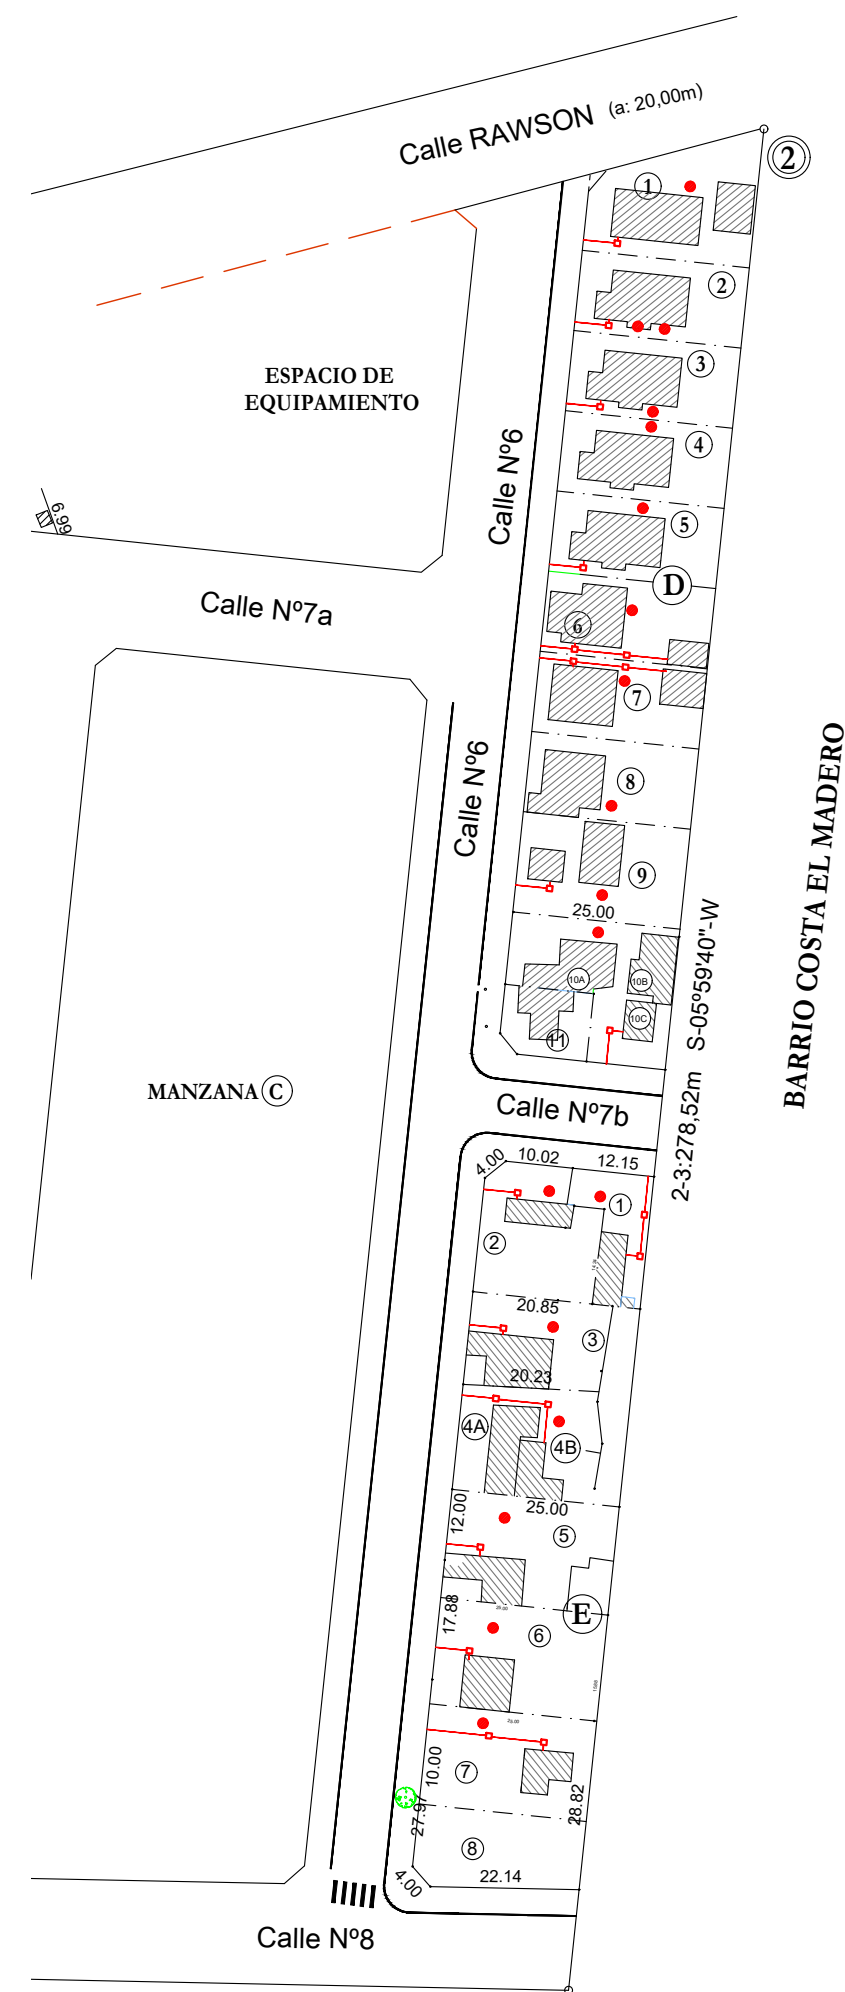 Calle RAWSON (a: 20,00m)
2
1
2
ESPACIO DE
EQUIPAMIENTO
3
Calle Nº6
4
6.99
5
D
Calle Nº7a
6
7
Calle Nº6
8
BARRIO COSTA EL MADERO
9
25.00
10A
10B
10C
11
2-3:278,52m S-05°59'40"-W
MANZANA C
Calle Nº7b
4.00
10.02
12.15
1
2
20.85
3
20.23
4A
4B
25.00
12.00
5
17.88
E
6
25.00
10.00
7
27.97
28.82
8
4.00
22.14
Calle Nº8